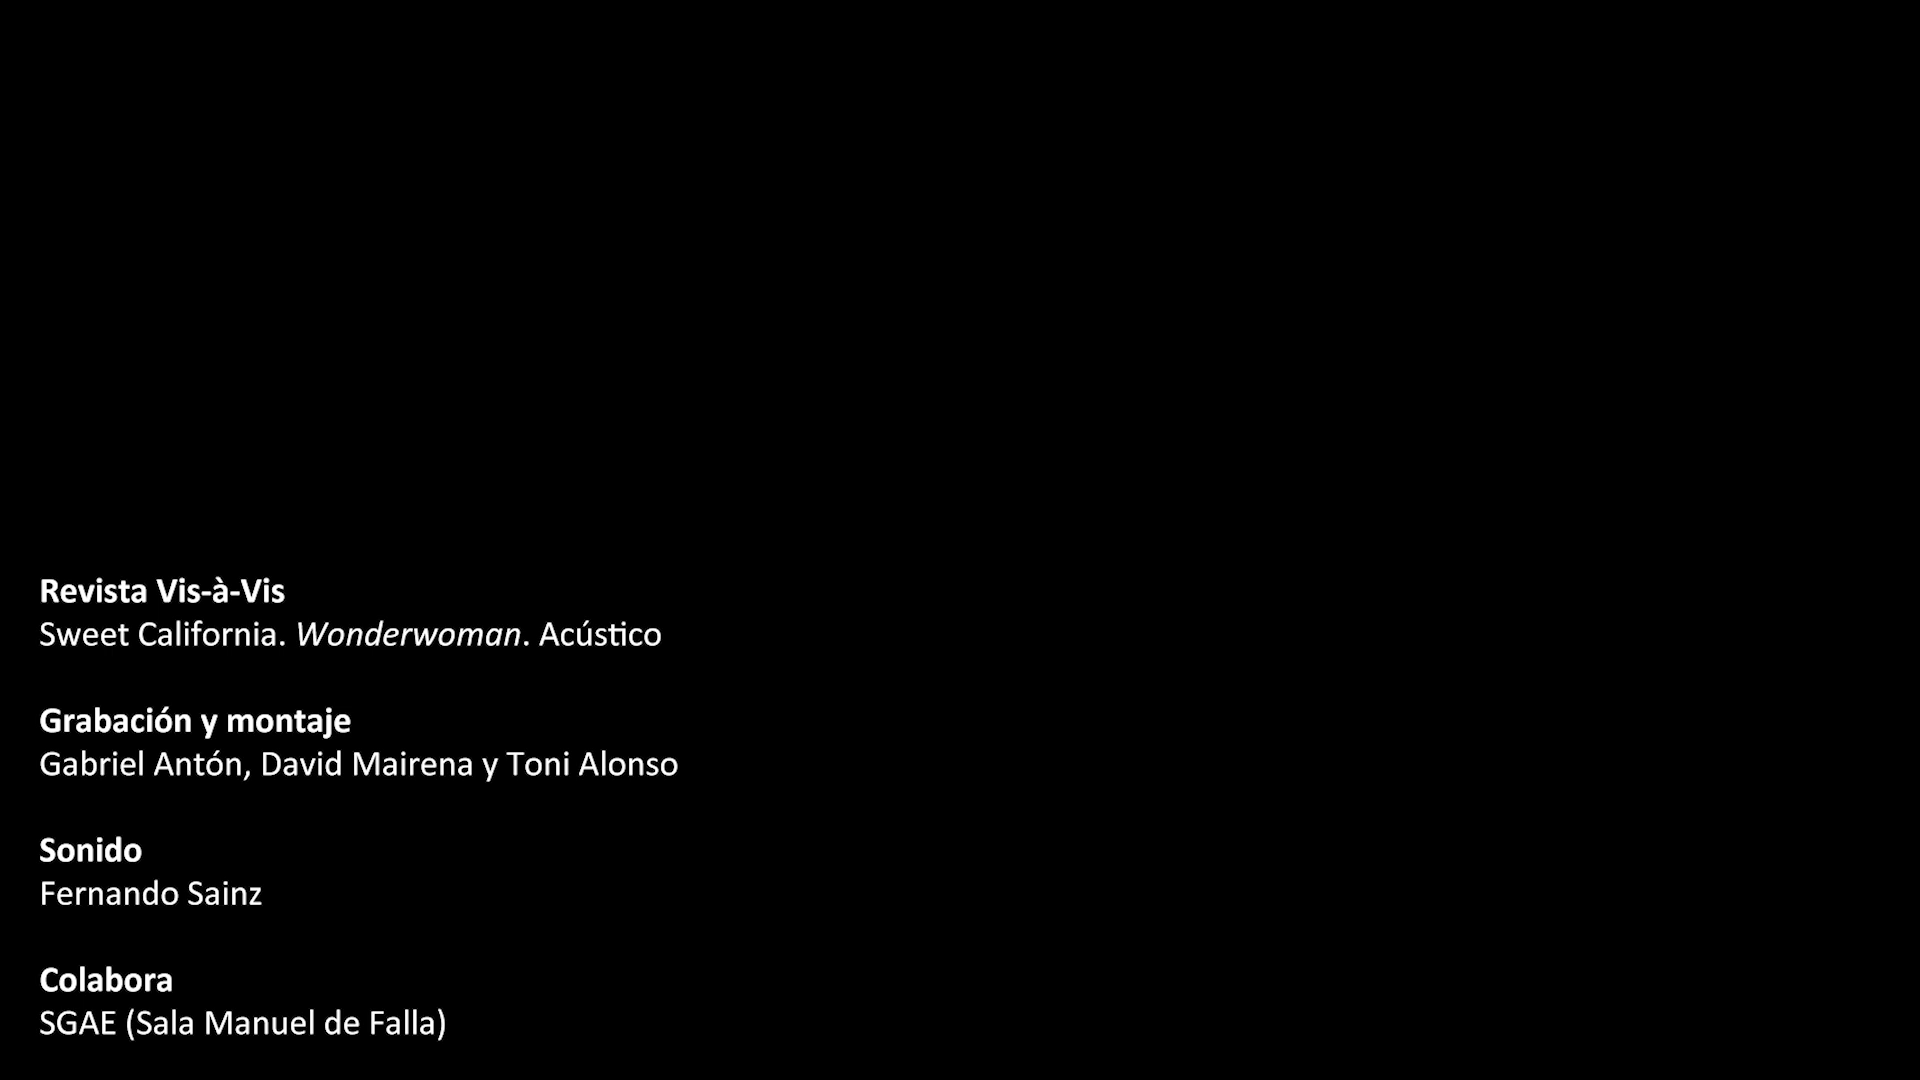 Revista Vis-à-Vis
Sweet California. Wonderwoman. Acústico
Grabación y montaje
Gabriel Antón, David Mairena y Toni Alonso
Sonido
Fernando Sainz
Colabora
SGAE (Sala Manuel de Falla)